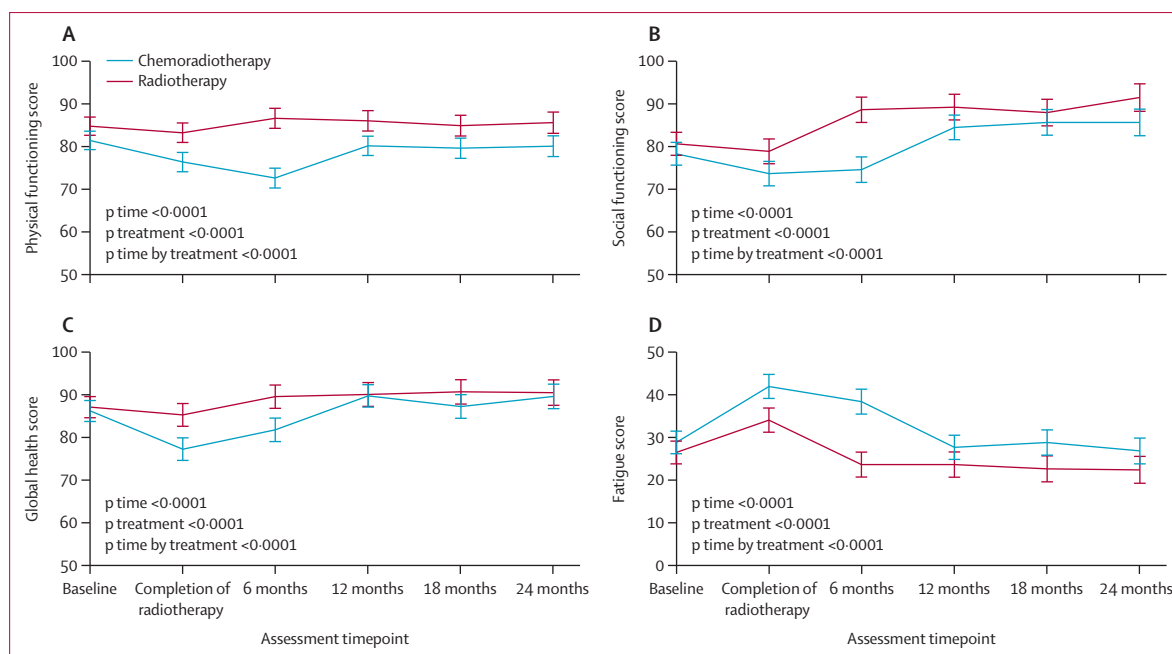 A
Chemoradiotherapy
Radiotherapy
Physical functioning score
100
90
80
70
60
50
p time <0·0001
p treatment <0·0001
p time by treatment <0·0001
B
Social functioning score
100
90
80
70
60
50
p time <0·0001
p treatment <0·0001
p time by treatment <0·0001
C
Global health score
100
90
80
70
60
50
p time <0·0001
p treatment <0·0001
p time by treatment <0·0001
Baseline
Completion of
radiotherapy
6 months
12 months
18 months
24 months
Assessment timepoint
D
Fatigue score
50
40
30
20
10
0
p time <0·0001
p treatment <0·0001
p time by treatment <0·0001
Baseline
Completion of
radiotherapy
6 months
12 months
18 months
24 months
Assessment timepoint